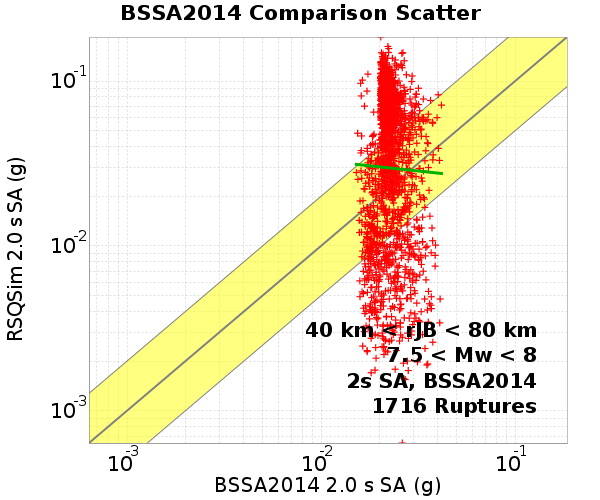 BSSA2014 Comparison Scatter
RSQSim 2.0 s SA (g)
10-1
10-2
10-3
40 km < rJB < 80 km
7.5 < Mw < 8
2s SA, BSSA2014
1716 Ruptures
10-3 10-2 10-1
BSSA2014 2.0 s SA (g)